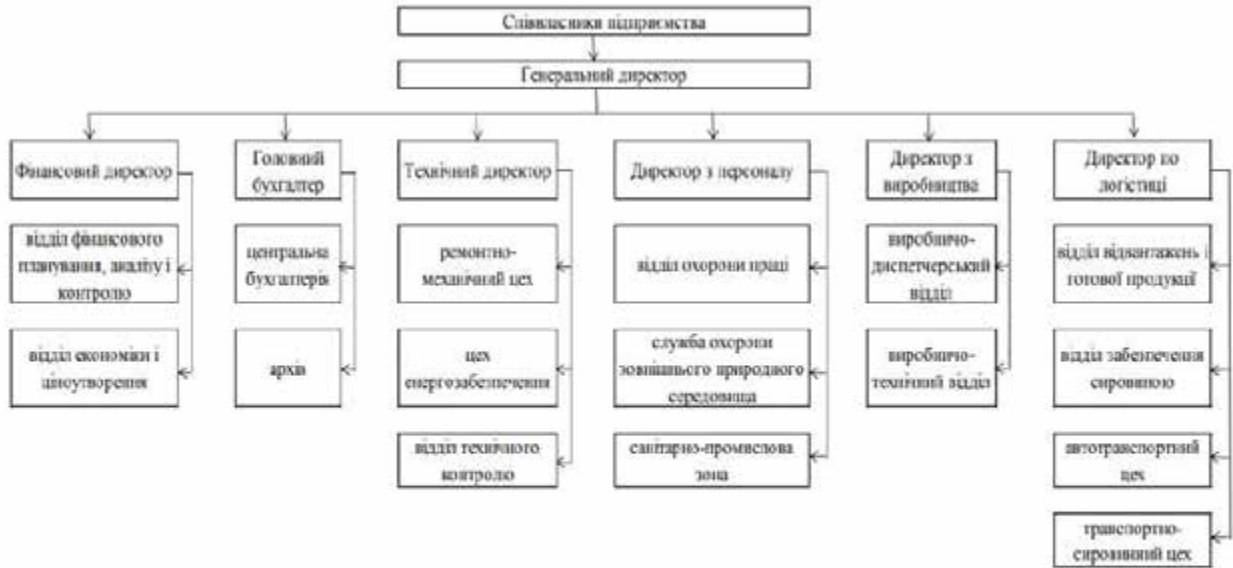 Співвласники підприємства
Генеральний директор
Фінансовий директор
Головний
бухгалтер
Технічний директор
Директор з персоналу
Директор з
виробництва
Директор по
логістиці
відділ фінансового
планування, аналізу і
контролю
центральна
бухгалтерія
ремонтно-
механічний цех
відділ охорони праці
виробничо-
диспетчерський
відділ
відділ відвантажень і
готової продукції
відділ економіки і
ціноутворення
архів
цех
енергозабезпечення
служба охорони
зовнішнього природного
середовища
виробничо-
технічний відділ
відділ забезпечення
сировиною
відділ технічного
контролю
санітарно-промислова
зона
автотранспортний
цех
транспортно-
сировинний цех